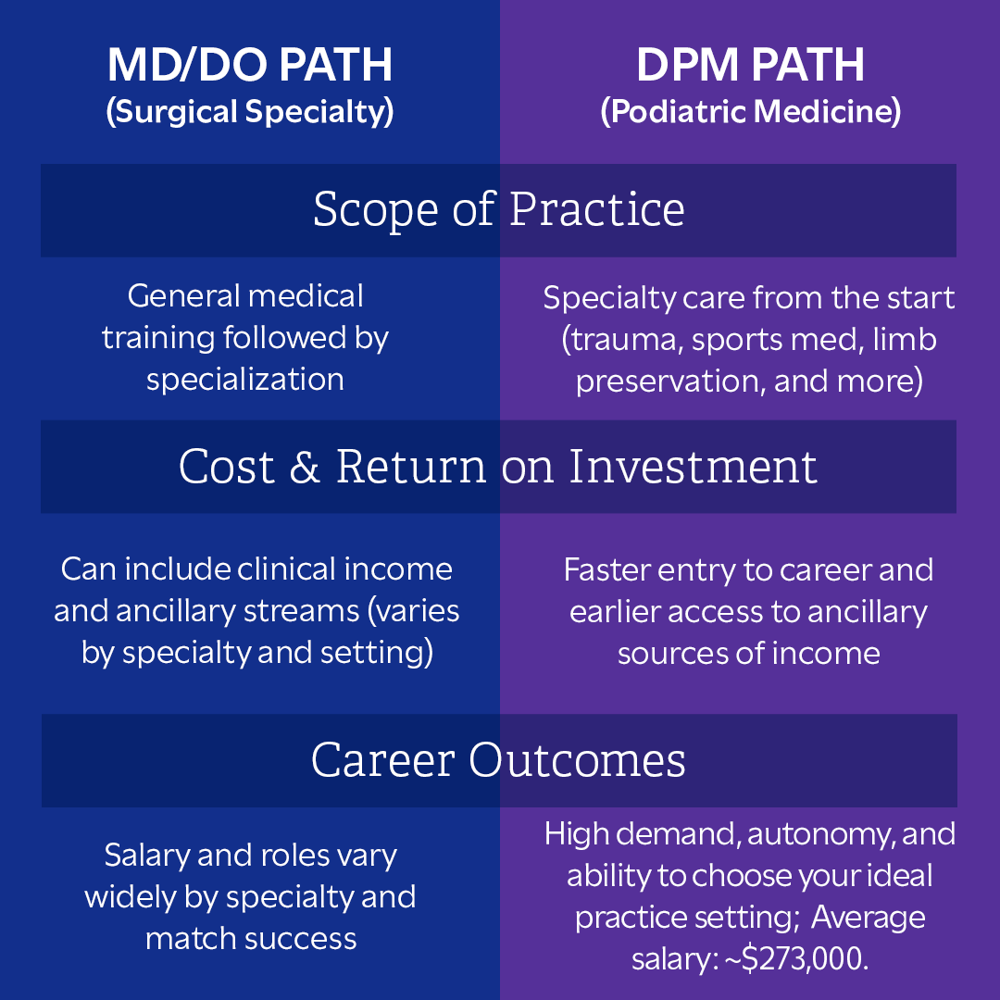 MD/DO PATH
(Surgical Specialty)
DPM PATH
(Podiatric Medicine)
Scope of Practice
General medical
training followed by
specialization
Specialty care from the start
(trauma, sports med, limb
preservation, and more)
Cost & Return on Investment
Can include clinical income
and ancillary streams (varies
by specialty and setting)
Faster entry to career and
earlier access to ancillary
sources of income
Career Outcomes
Salary and roles vary
widely by specialty and
match success
High demand, autonomy, and
ability to choose your ideal
practice setting; Average
salary: ~$273,000.